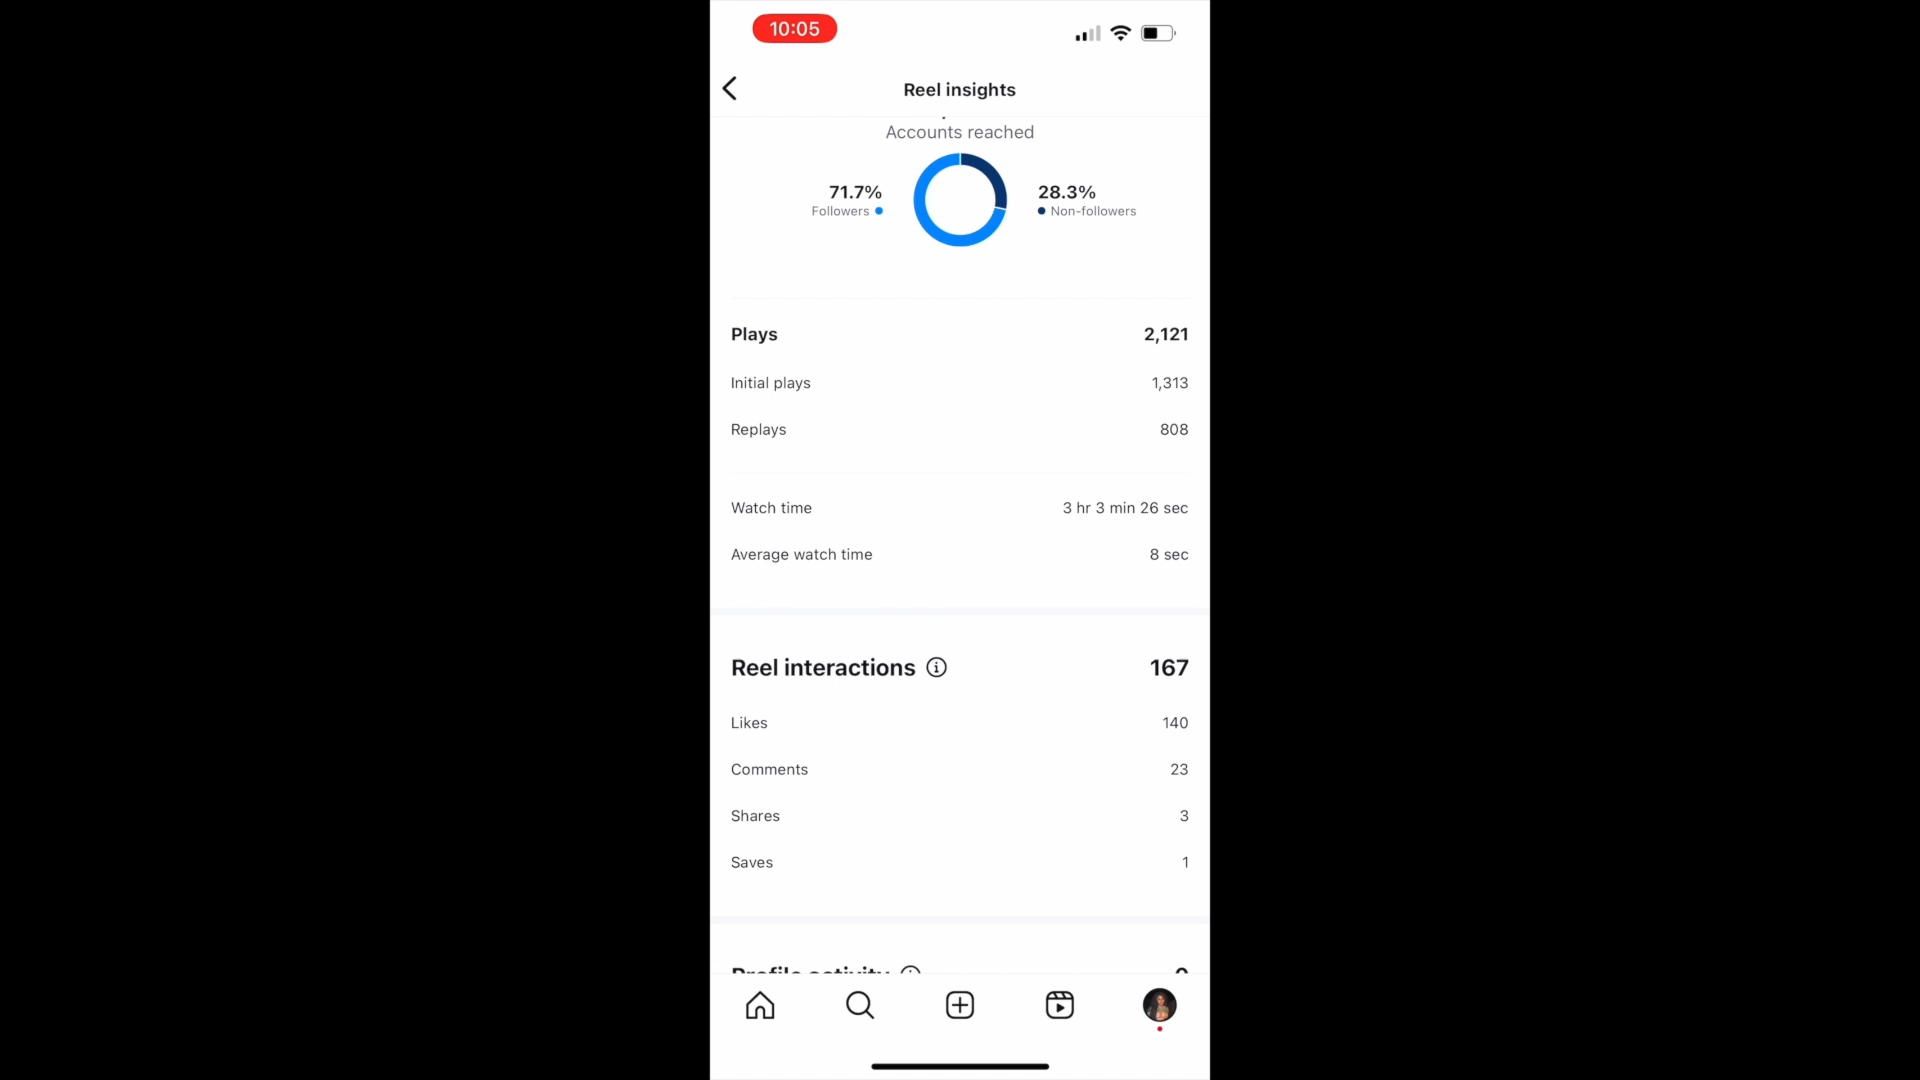 10:05
Reel insights
Accounts reached
71.7%
Followers
28.3%
Non-followers
Plays 2,121
Initial plays 1,313
Replays 808
Watch time 3 hr 3 min 26 sec
Average watch time 8 sec
Reel interactions 167
Likes 140
Comments 23
Shares 3
Saves 1
Profile activity